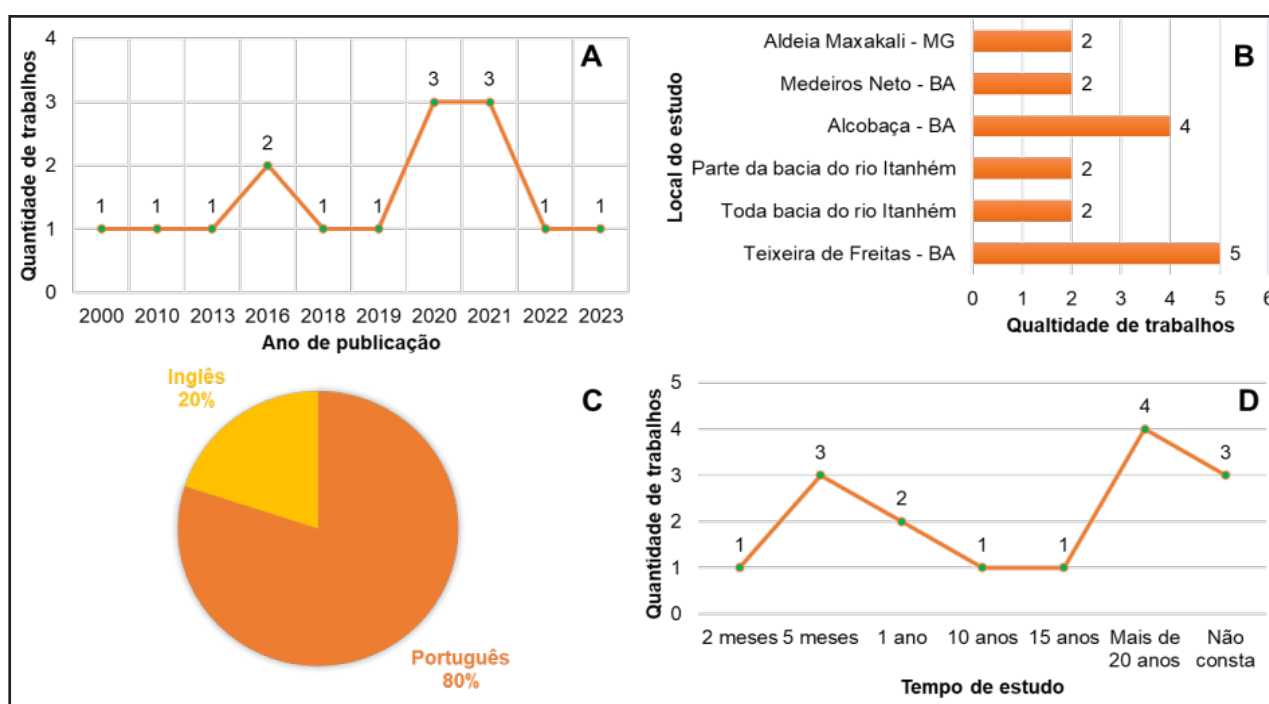 A
Quantidade de trabalhos
4
3
2
1
0
1
1
1
2
1
1
3
3
1
1
2000 2010 2013 2016 2018 2019 2020 2021 2022 2023
Ano de publicação
B
Local do estudo
Aldeia Maxakali - MG 2
Medeiros Neto - BA 2
Alcobaça - BA 4
Parte da bacia do rio Itanhém 2
Toda bacia do rio Itanhém 2
Teixeira de Freitas - BA 5
0 1 2 3 4 5 6
Qualtidade de trabalhos
C
Inglês
20%
Português
80%
D
Quantidade de trabalhos
5
4
3
2
1
0
1
3
2
1
1
4
3
2 meses 5 meses 1 ano 10 anos 15 anos Mais de Não
20 anos consta
Tempo de estudo